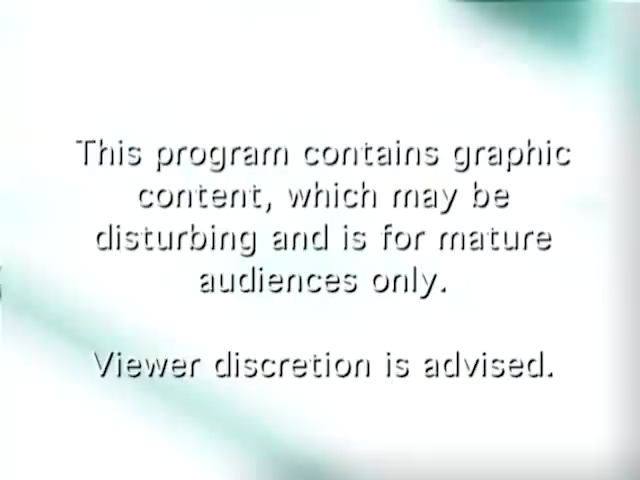 This program contains graphic
content, which may be
disturbing and is for mature
audiences only.
Viewer discretion is advised.